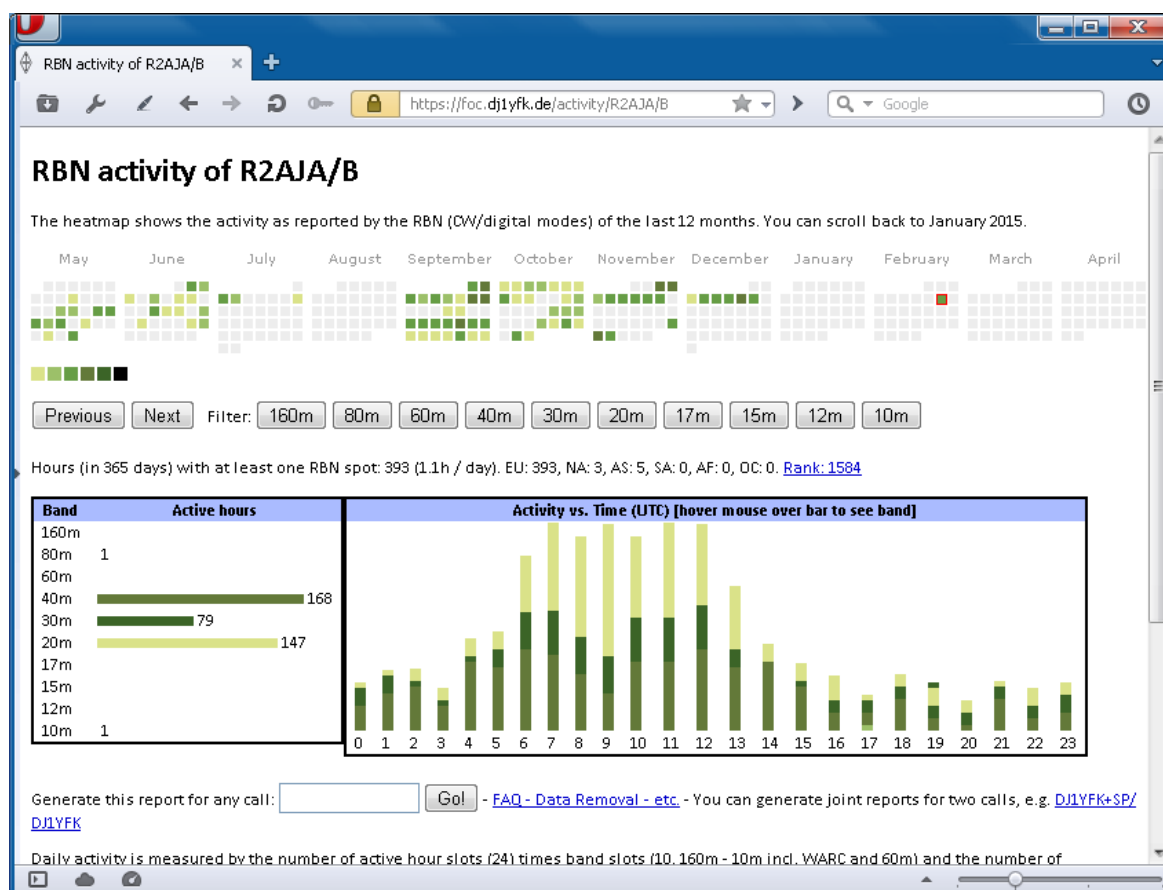 RBN activity of R2AJA/B
https://foc.dj1yfk.de/activity/R2AJA/B
Google
RBN activity of R2AJA/B
The heatmap shows the activity as reported by the RBN (CW/digital modes) of the last 12 months. You can scroll back to January 2015.
May June July August September October November December January February March April
Previous Next Filter: 160m 80m 60m 40m 30m 20m 17m 15m 12m 10m
Hours (in 365 days) with at least one RBN spot: 393 (1.1h / day). EU: 393, NA: 3, AS: 5, SA: 0, AF: 0, OC: 0. Rank: 1584
Band Active hours
160m
80m 1
60m
40m 168
30m 79
20m 147
17m
15m
12m
10m 1
Activity vs. Time (UTC) [hover mouse over bar to see band]
0 1 2 3 4 5 6 7 8 9 10 11 12 13 14 15 16 17 18 19 20 21 22 23
Generate this report for any call: Go! - FAQ - Data Removal - etc. - You can generate joint reports for two calls, e.g. DJ1YFK+SP/
DJ1YFK
Daily activity is measured by the number of active hour slots (24) times band slots (10, 160m - 10m incl. WARC and 60m) and the number of